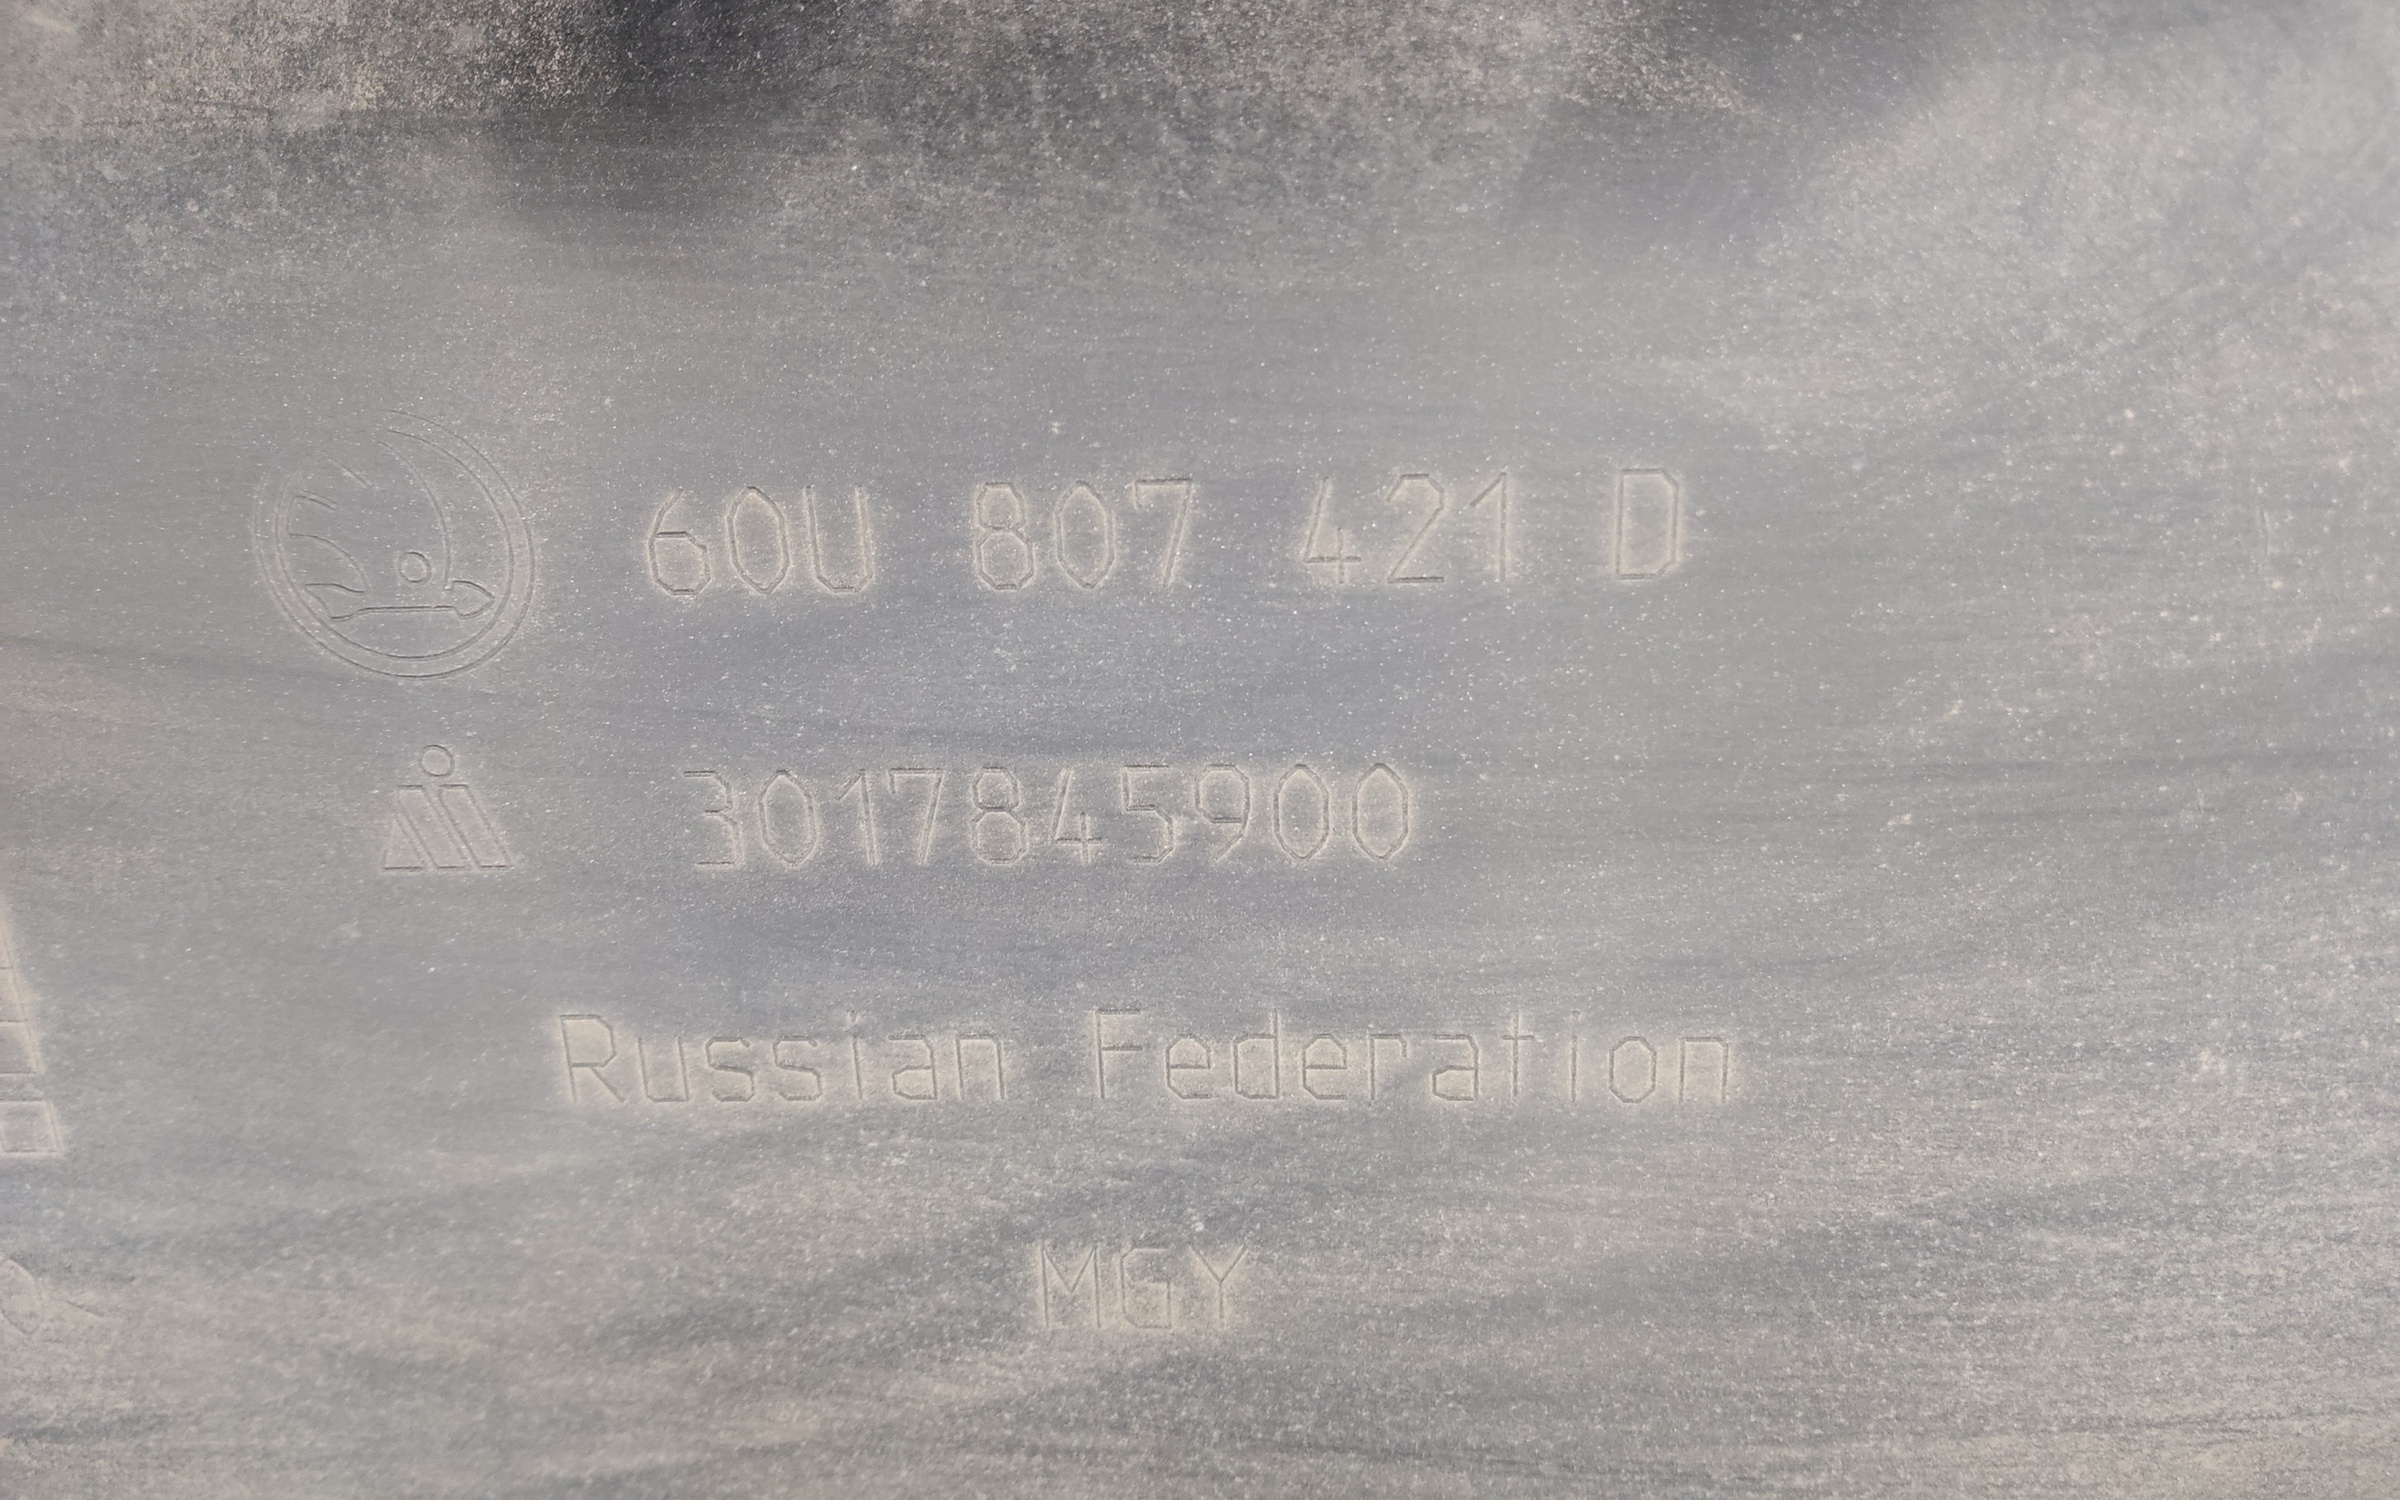 60U 807 421 D
3017845900
Russian Federation
MGY